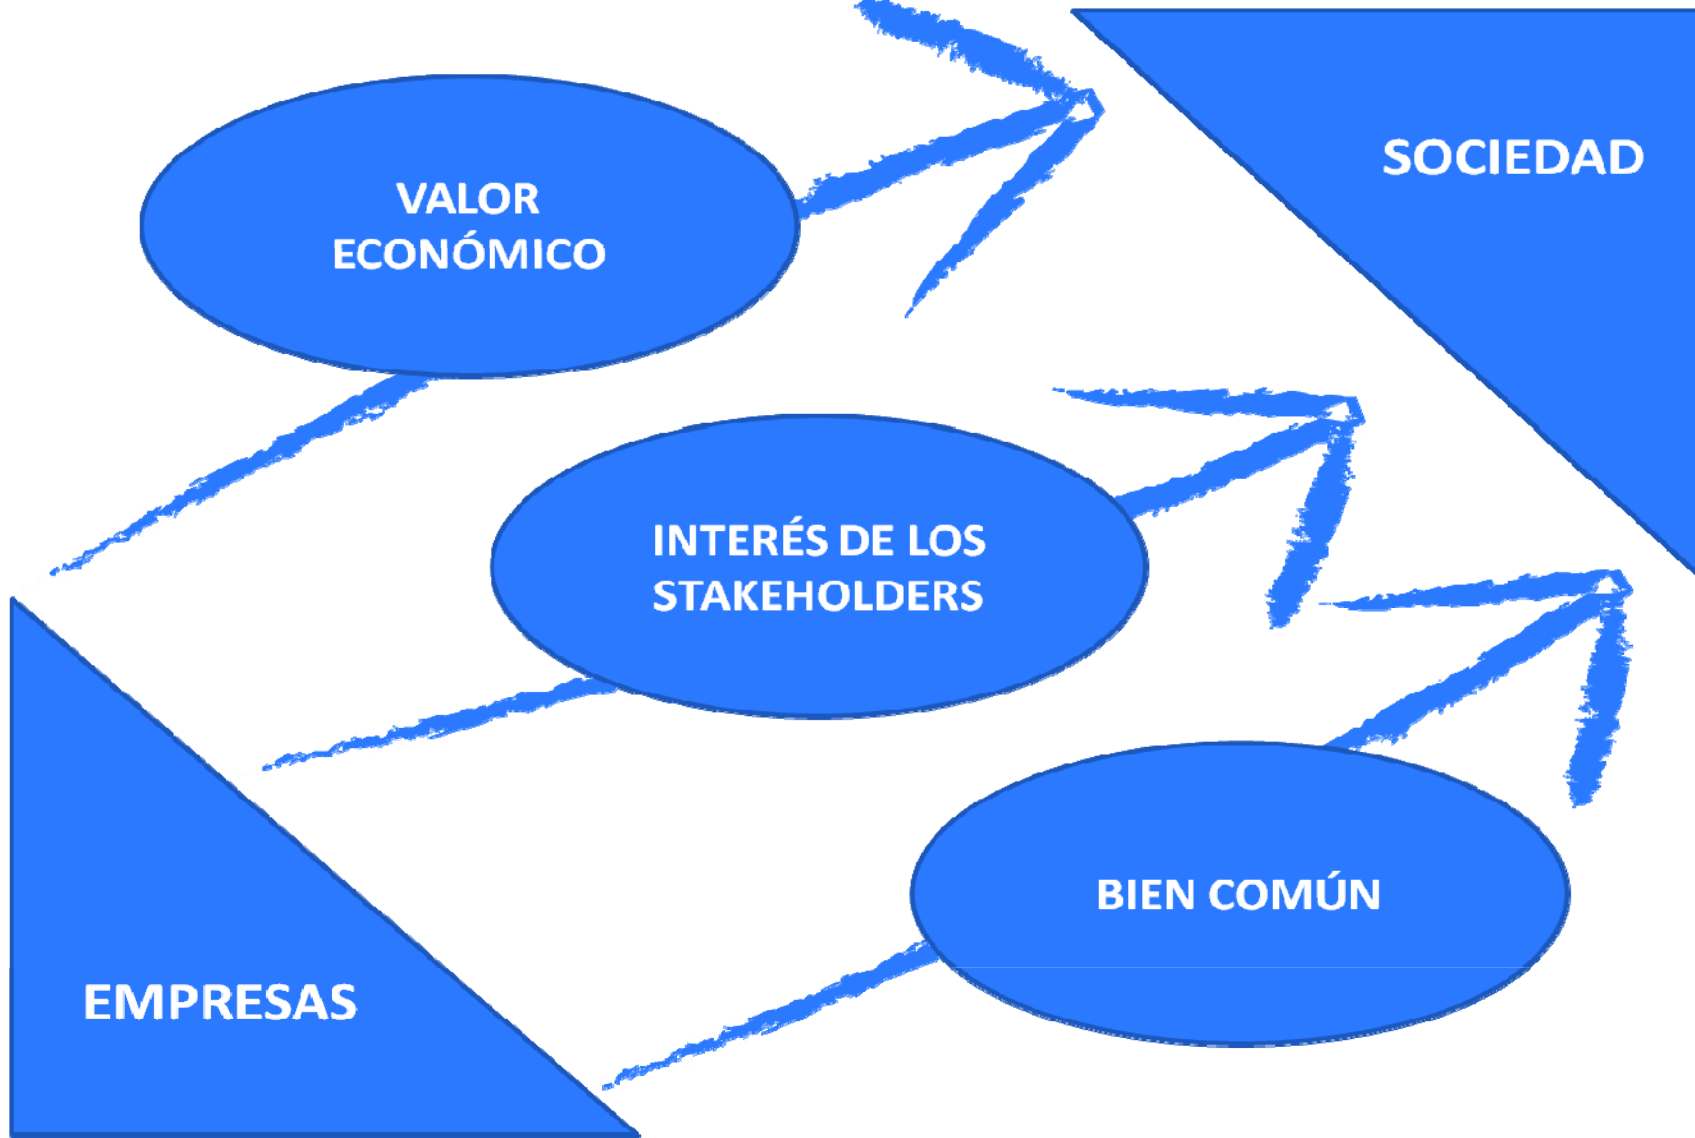 SOCIEDAD
VALOR
ECONÓMICO
INTERÉS DE LOS
STAKEHOLDERS
BIEN COMÚN
EMPRESAS